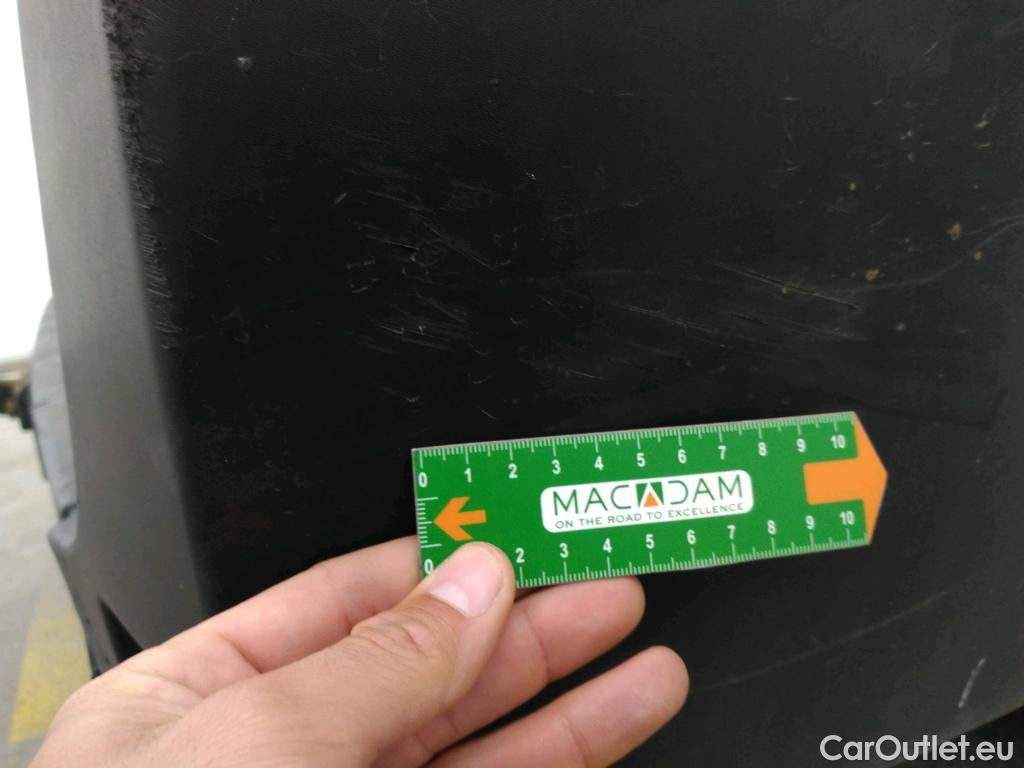 0 1 2 3 4 5 6 7 8 9 10
MACADAM
ON THE ROAD TO EXCELLENCE
0 2 3 4 5 6 7 8 9 10
CarOutlet.eu